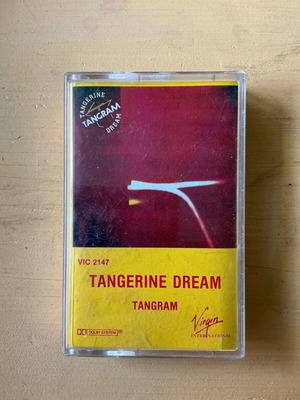 TANGERINE
TANGRAM
DREAM
VIC 2147
TANGERINE DREAM
TANGRAM
DOLBY SYSTEM
Virgin
INTERNATIONAL